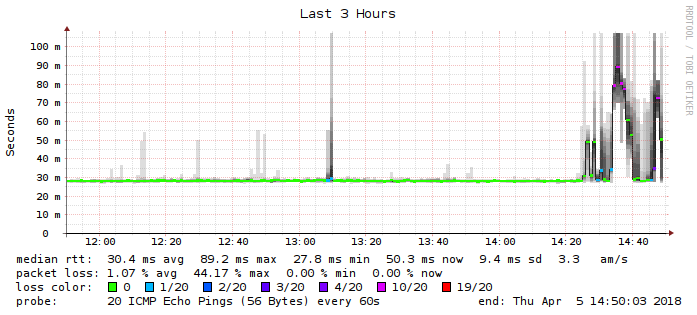 Last 3 Hours
RRDTOOL / TOBI OETIKER
Seconds
100 m
90 m
80 m
70 m
60 m
50 m
40 m
30 m
20 m
10 m
0
12:00 12:20 12:40 13:00 13:20 13:40 14:00 14:20 14:40
median rtt: 30.4 ms avg 89.2 ms max 27.8 ms min 50.3 ms now 9.4 ms sd 3.3 am/s
packet loss: 1.07 % avg 44.17 % max 0.00 % min 0.00 % now
loss color: 0 1/20 2/20 3/20 4/20 10/20 19/20
probe: 20 ICMP Echo Pings (56 Bytes) every 60s end: Thu Apr 5 14:50:03 2018